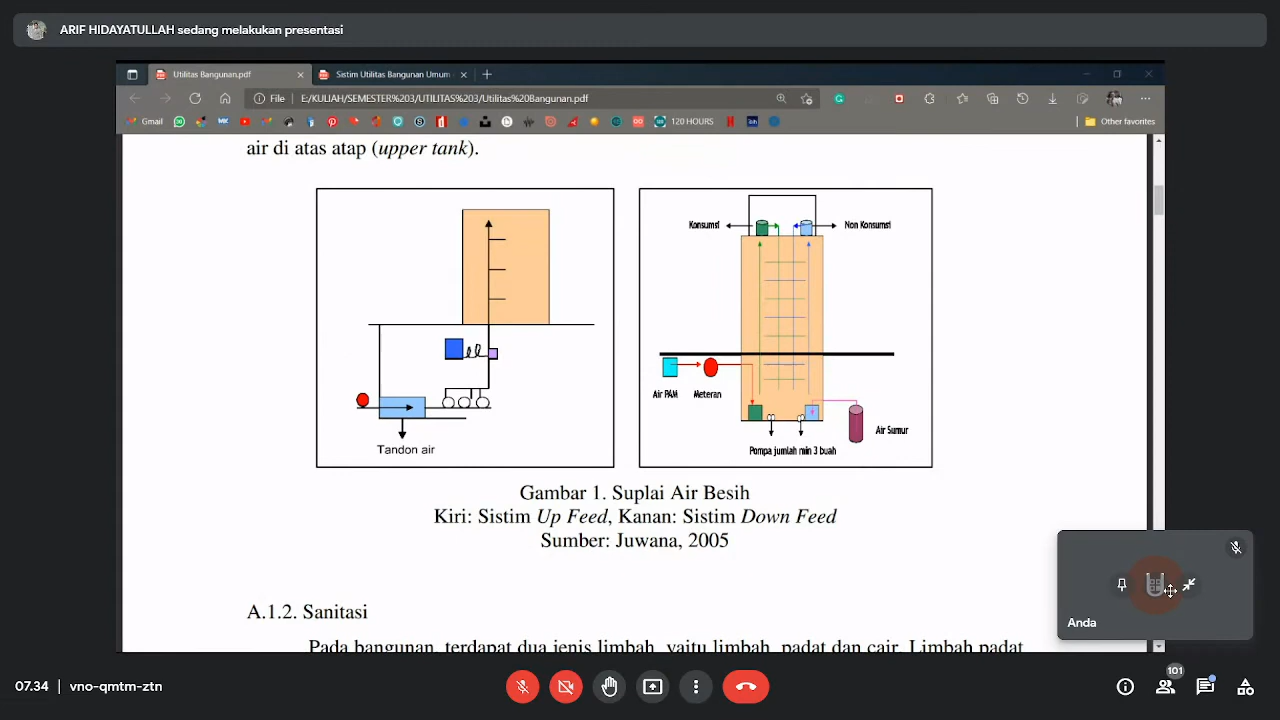 ARIF HIDAYATULLAH sedang melakukan presentasi
Utilitas Bangunan.pdf
Sistim Utilitas Bangunan Umum
File
E:/KULIAH/SEMESTER%203/UTILITAS%203/Utilitas%20Bangunan.pdf
Gmail
120 HOURS
Other favorites
air di atas atap (upper tank).
Konsumsi
Non Konsumsi
Air PAM
Meteran
Air Sumur
Tandon air
Pompa jumlah min 3 buah
Gambar 1. Suplai Air Besih
Kiri: Sistim Up Feed, Kanan: Sistim Down Feed
Sumber: Juwana, 2005
A.1.2. Sanitasi
Pada bangunan, terdapat dua jenis limbah, yaitu limbah, padat dan cair. Limbah padat
Anda
07.34 | vno-qmtm-ztn
101